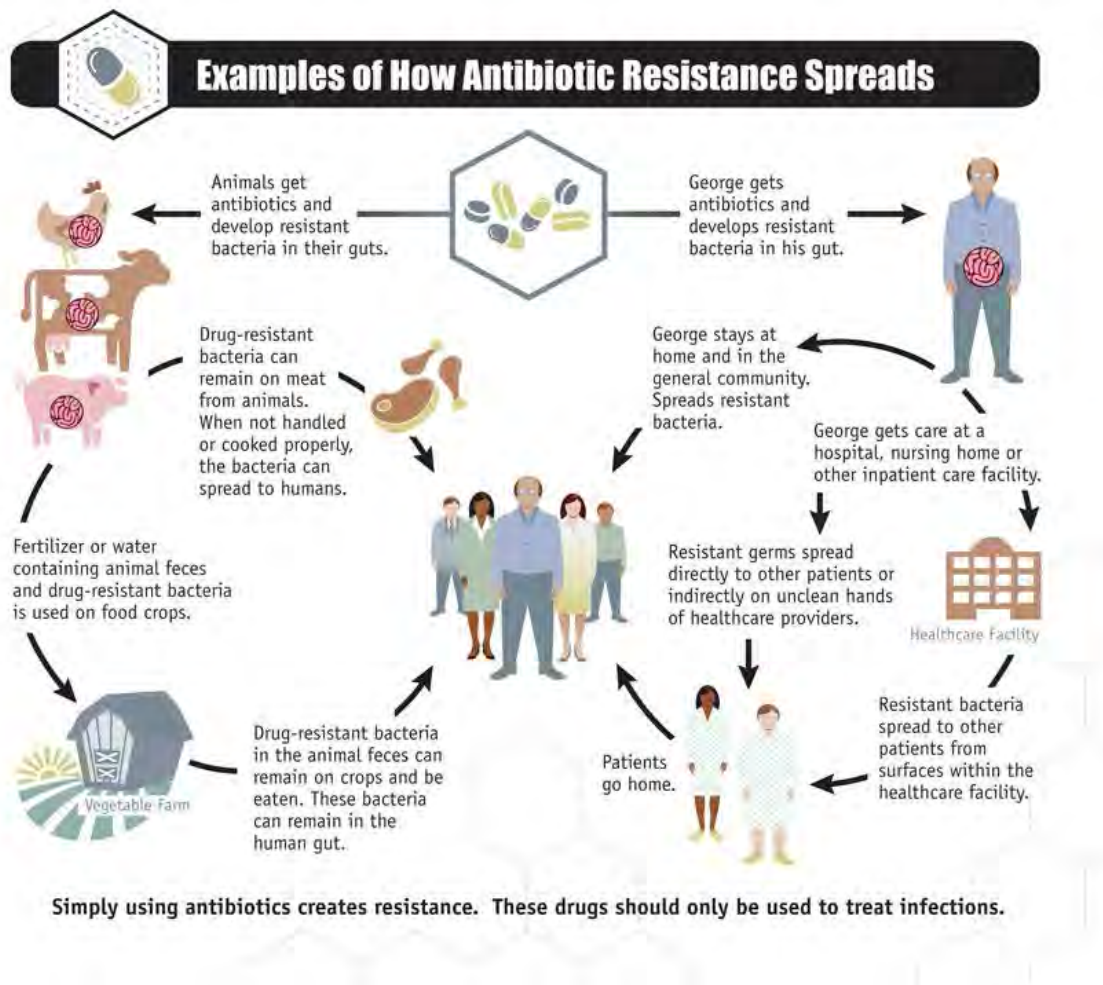 Examples of How Antibiotic Resistance Spreads
Animals get
antibiotics and
develop resistant
bacteria in their guts.
George gets
antibiotics and
develops resistant
bacteria in his gut.
Drug-resistant
bacteria can
remain on meat
from animals.
When not handled
or cooked properly,
the bacteria can
spread to humans.
George stays at
home and in the
general community.
Spreads resistant
bacteria.
George gets care at a
hospital, nursing home or
other inpatient care facility.
Fertilizer or water
containing animal feces
and drug-resistant bacteria
is used on food crops.
Resistant germs spread
directly to other patients or
indirectly on unclean hands
of healthcare providers.
Healthcare Facility
Vegetable Farm
Drug-resistant bacteria
in the animal feces can
remain on crops and be
eaten. These bacteria
can remain in the
human gut.
Patients
go home.
Resistant bacteria
spread to other
patients from
surfaces within the
healthcare facility.
Simply using antibiotics creates resistance. These drugs should only be used to treat infections.